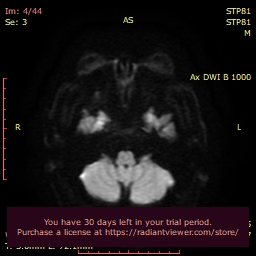 Im: 4/44
Se: 3
AS
STP81
STP81
M
Ax DWI B 1000
R
L
You have 30 days left in your trial period.
Purchase a license at https://radiantviewer.com/store/